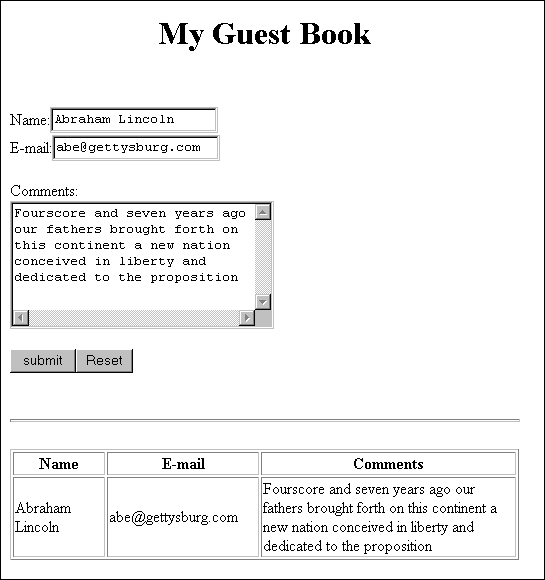 My Guest Book
Name: Abraham Lincoln
E-mail: abe@gettysburg.com
Comments:
Fourscore and seven years ago
our fathers brought forth on
this continent a new nation
conceived in liberty and
dedicated to the proposition
submit Reset
Name E-mail Comments
Abraham
Lincoln
abe@gettysburg.com
Fourscore and seven years ago our
fathers brought forth on this continent a
new nation conceived in liberty and
dedicated to the proposition